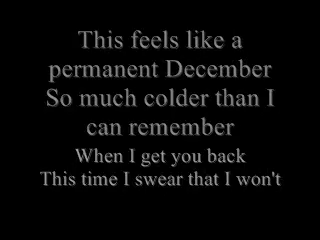 This feels like a
permanent December
So much colder than I
can remember
When I get you back
This time I swear that I won't